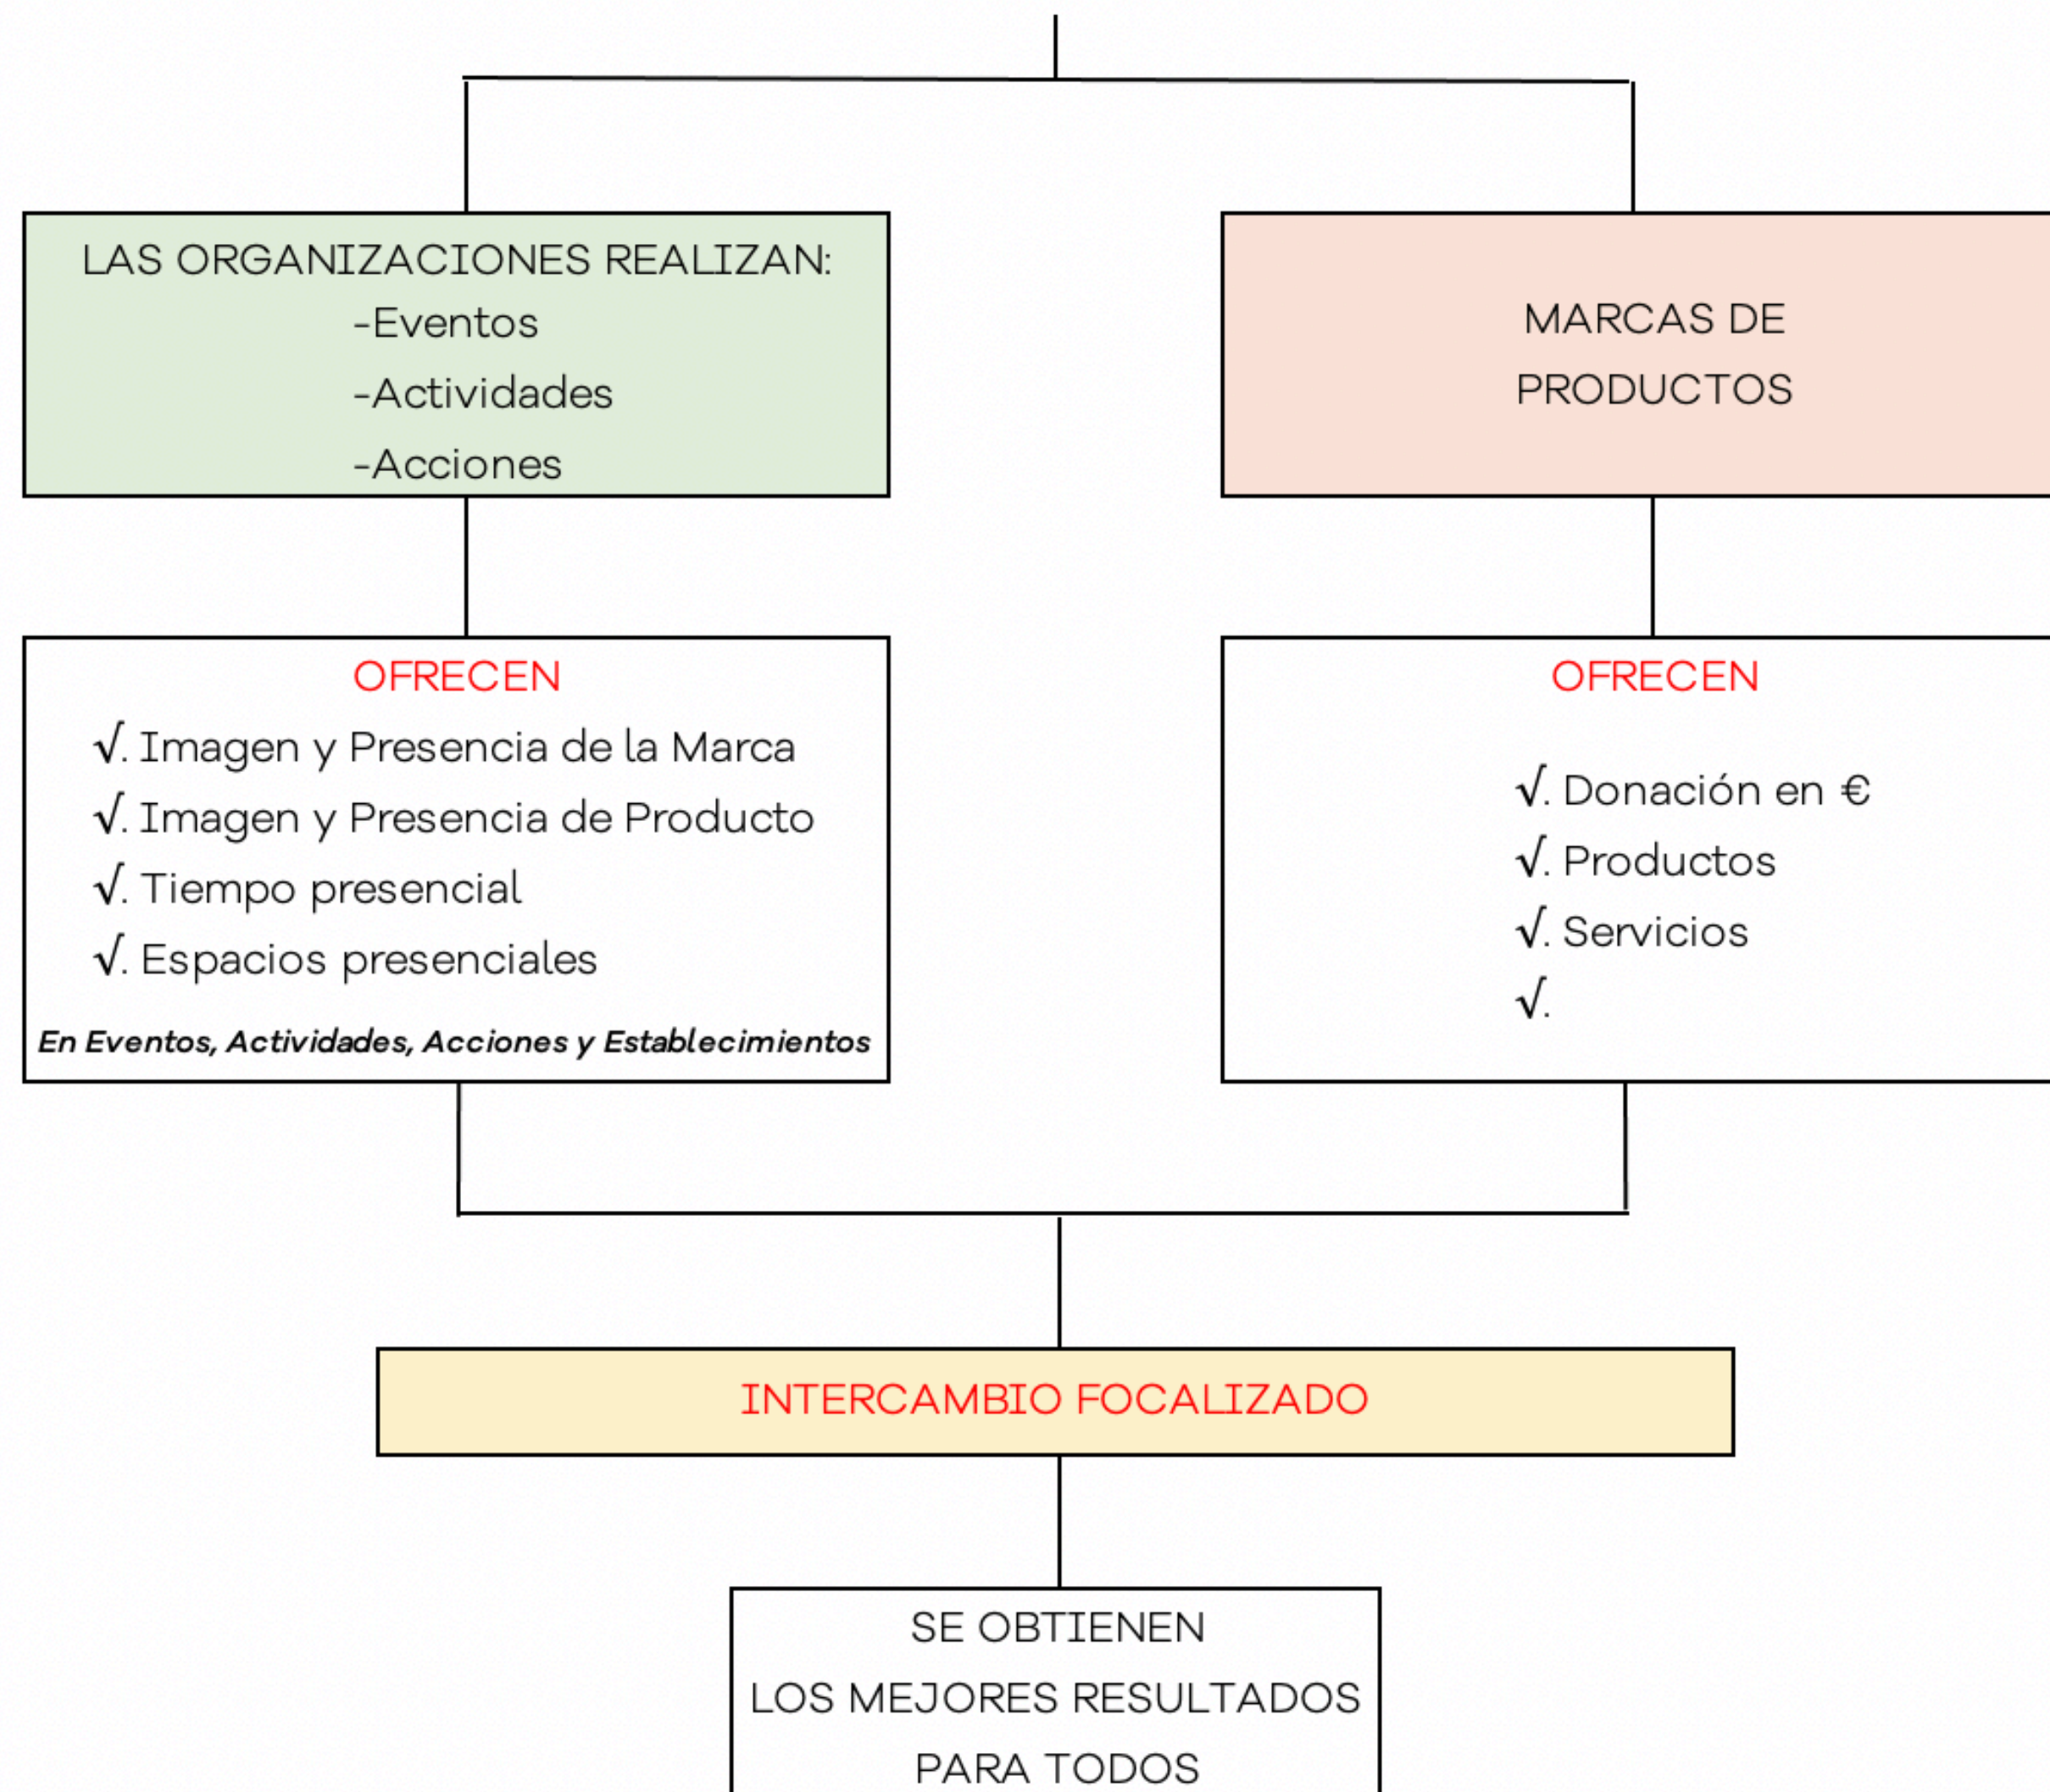 LAS ORGANIZACIONES REALIZAN:
-Eventos
-Actividades
-Acciones
MARCAS DE
PRODUCTOS
OFRECEN
√. Imagen y Presencia de la Marca
√. Imagen y Presencia de Producto
√. Tiempo presencial
√. Espacios presenciales
En Eventos, Actividades, Acciones y Establecimientos
OFRECEN
√. Donación en €
√. Productos
√. Servicios
√.
INTERCAMBIO FOCALIZADO
SE OBTIENEN
LOS MEJORES RESULTADOS
PARA TODOS